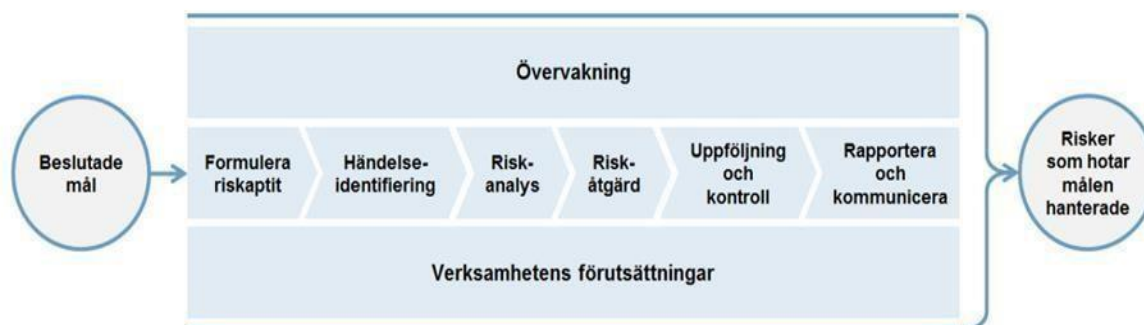 Övervakning
Beslutade
mål
Formulera
riskaptit
Händelse-
identifiering
Risk-
analys
Risk-
åtgärd
Uppföljning
och
kontroll
Rapportera
och
kommunicera
Risker
som hotar
målen
hanterade
Verksamhetens förutsättningar